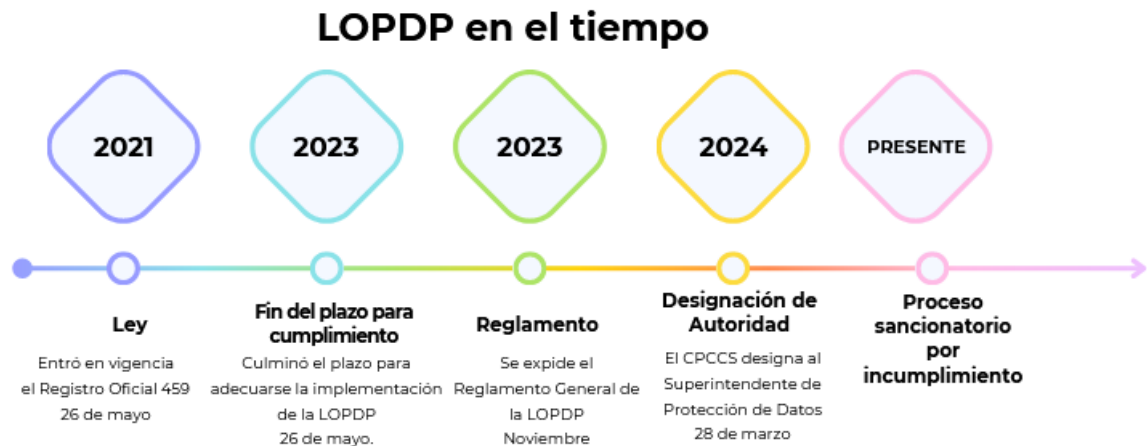 LOPDP en el tiempo
2021
2023
2023
2024
PRESENTE
Ley
Entró en vigencia
el Registro Oficial 459
26 de mayo
Fin del plazo para
cumplimiento
Culminó el plazo para
adecuarse la implementación
de la LOPDP
26 de mayo.
Reglamento
Se expide el
Reglamento General de
la LOPDP
Noviembre
Designación de
Autoridad
El CPCCS designa al
Superintendente de
Protección de Datos
28 de marzo
Proceso
sancionatorio
por
incumplimiento